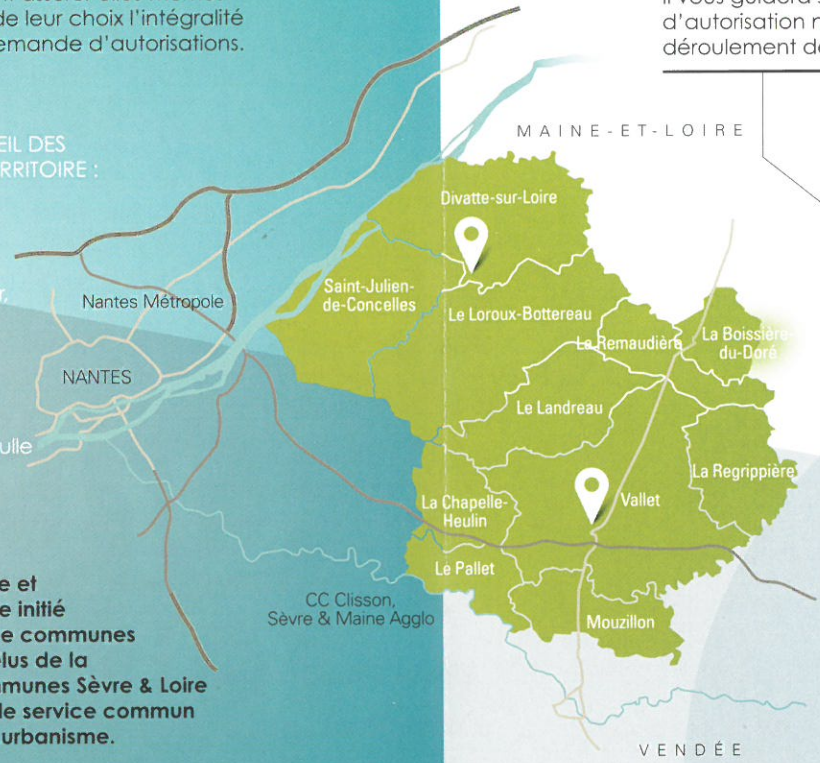 de leur choix l'intégralité
emande d'autorisations.
d'autorisation
déroulement
EIL DES
RRITOIRE :
MAINE-ET-LOIRE
Divatte-sur-Loire
Saint-Julien-
de-Concelles
Nantes Métropole
Le Loroux-Bottereau
La Remaudière
La Boissière-
du-Doré
NANTES
Le Landreau
ulle
La Regrippière
La Chapelle-
Heulin
Vallet
Le Pallet
CC Clisson,
Sèvre & Maine Agglo
Mouzillon
e et
e initié
e communes
elus de la
munes Sèvre & Loire
le service commun
urbanisme.
VENDÉE